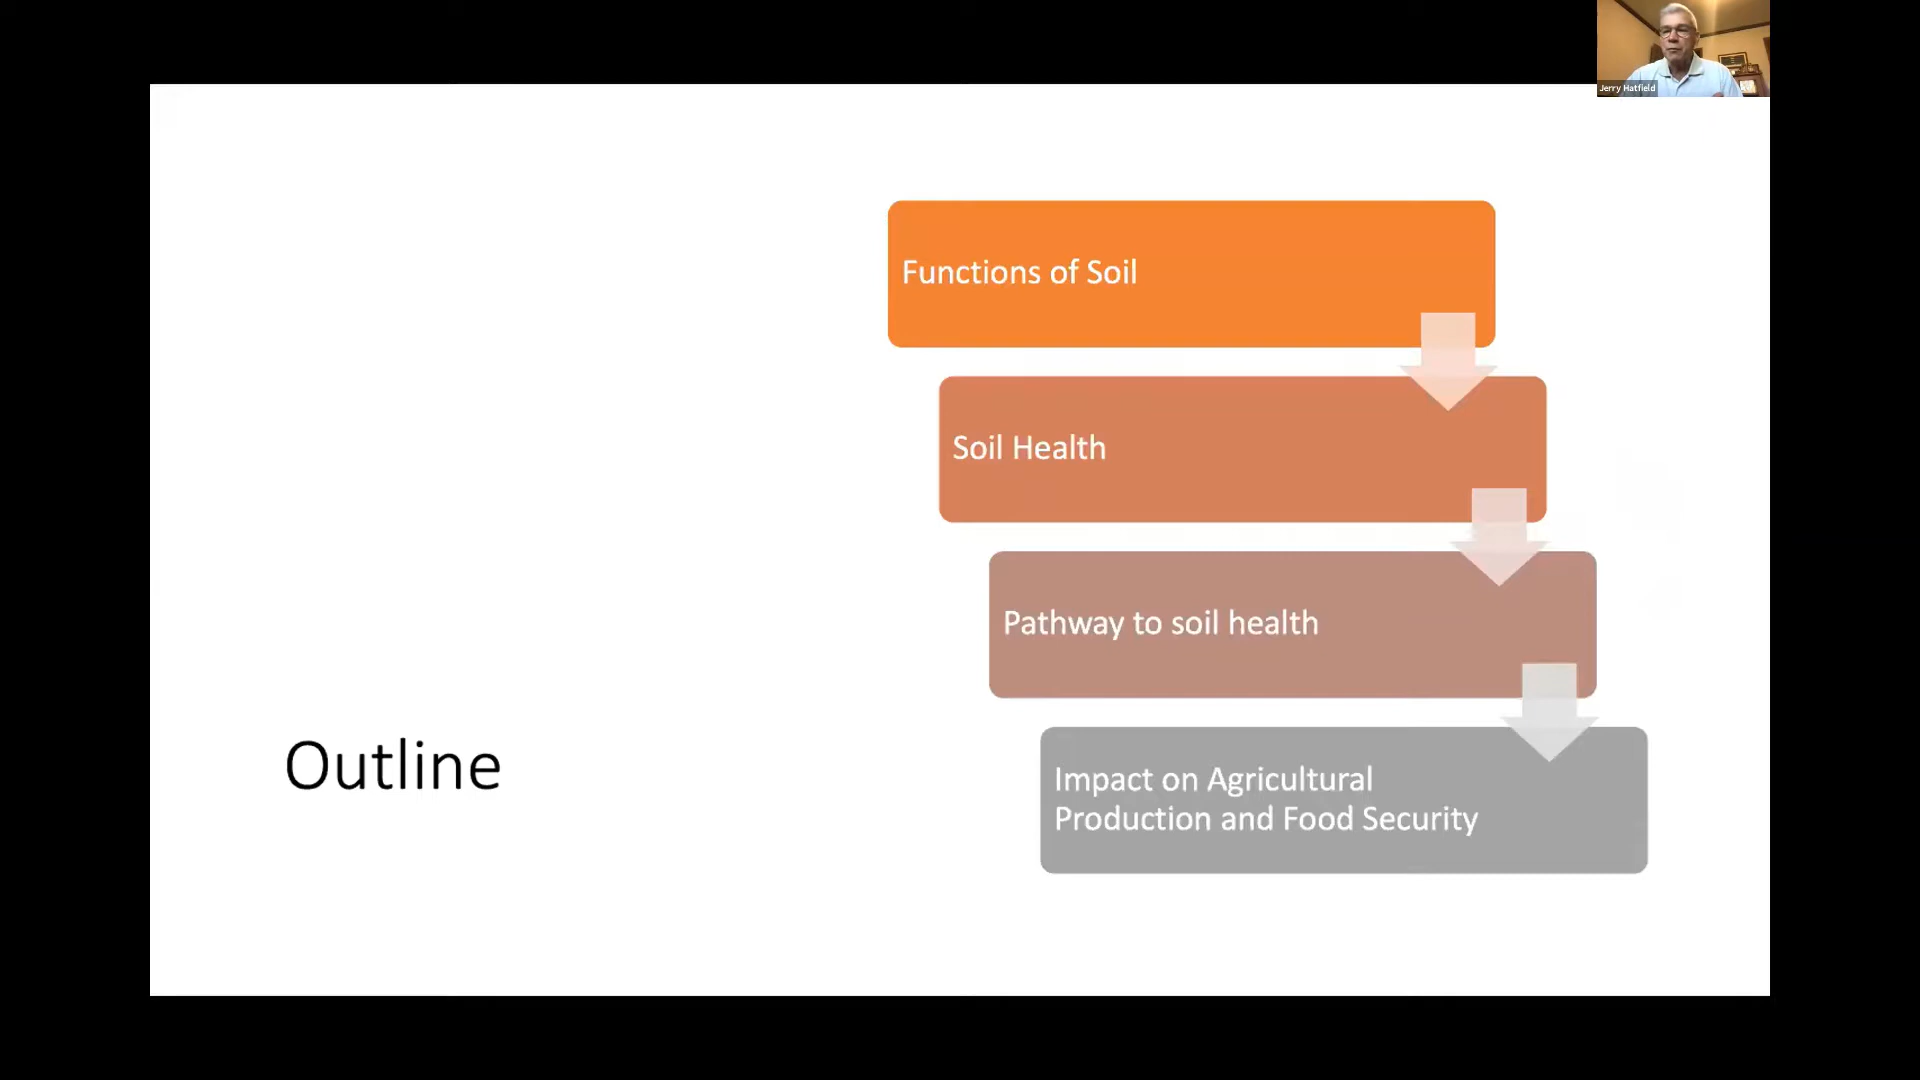 Jerry Hatfield
Functions of Soil
Soil Health
Pathway to soil health
Impact on Agricultural
Production and Food Security
Outline